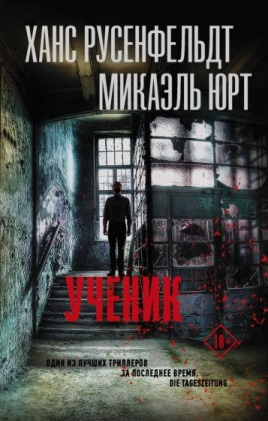 ХАНС РУСЕНФЕЛЬДТ
МИКАЭЛЬ ЮРТ
УЧЕНИК
18+
ОДИН ИЗ ЛУЧШИХ ТРИЛЛЕРОВ
ЗА ПОСЛЕДНЕЕ ВРЕМЯ.
DIE TAGESZEITUNG